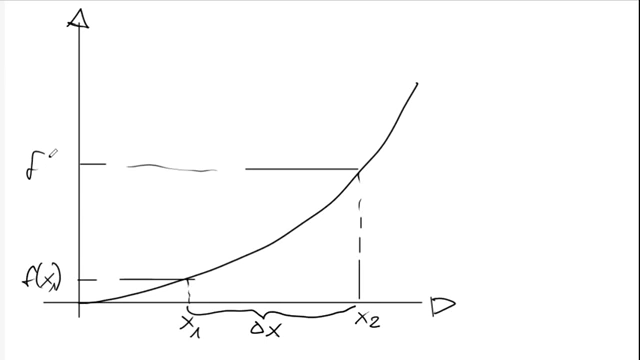 f
f(x₁)
x₁ Δx x₂